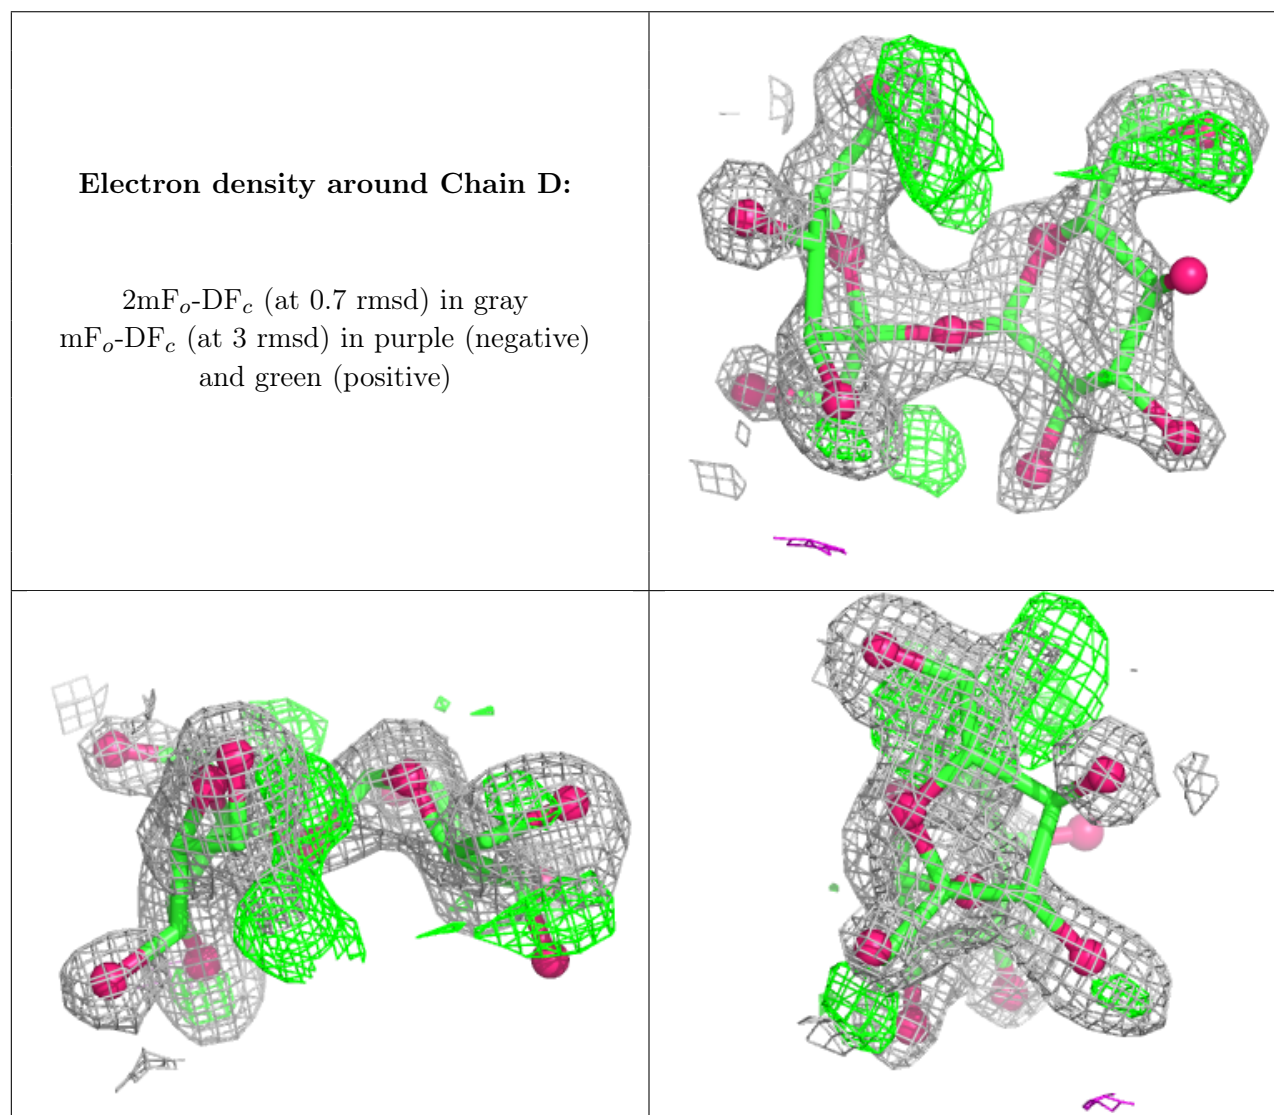 Electron density around Chain D:
2mFo-DFc (at 0.7 rmsd) in gray
mFo-DFc (at 3 rmsd) in purple (negative)
and green (positive)